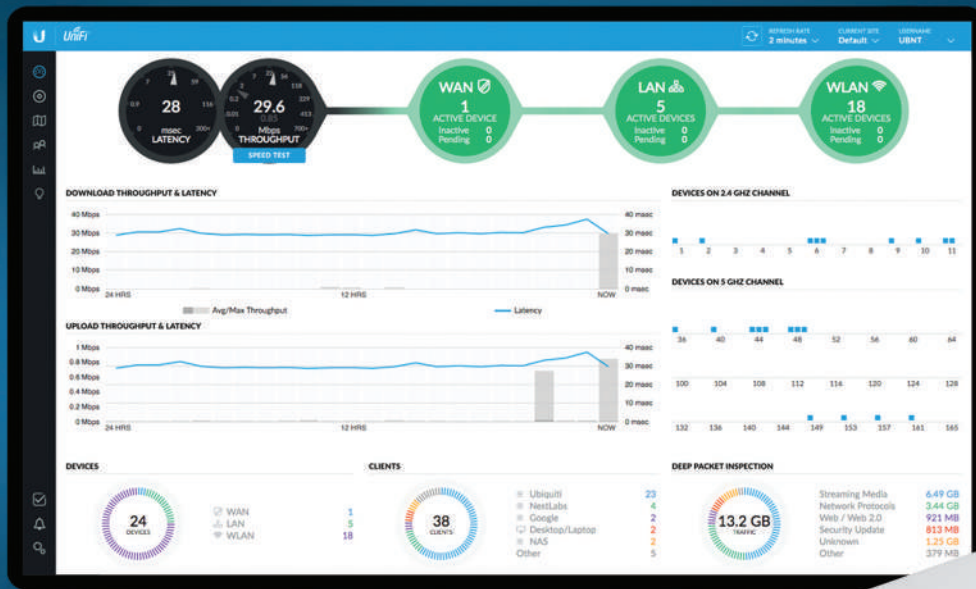 U UniFi
REFRESH RATE
2 minutes
CURRENT SITE
Default
USERNAME
UBNT
28
msec
LATENCY
29.6
0.85
Mbps
THROUGHPUT
SPEED TEST
WAN
1
ACTIVE DEVICE
Inactive 0
Pending 0
LAN
5
ACTIVE DEVICES
Inactive 0
Pending 0
WLAN
18
ACTIVE DEVICES
Inactive 0
Pending 0
DOWNLOAD THROUGHPUT & LATENCY
40 Mbps 40 msec
30 Mbps 30 msec
20 Mbps 20 msec
10 Mbps 10 msec
0 Mbps 0 msec
24 HRS 12 HRS NOW
Avg/Max Throughput Latency
UPLOAD THROUGHPUT & LATENCY
1 Mbps 40 msec
0.8 Mbps 30 msec
0.6 Mbps
0.4 Mbps 20 msec
0.2 Mbps 10 msec
0 Mbps 0 msec
24 HRS 12 HRS NOW
DEVICES ON 2.4 GHZ CHANNEL
1 2 3 4 5 6 7 8 9 10 11
DEVICES ON 5 GHZ CHANNEL
36 40 44 48 52 56 60 64
100 104 108 112 116 120 124 128
132 136 140 144 149 153 157 161 165
DEVICES
24
DEVICES
WAN 1
LAN 5
WLAN 18
CLIENTS
38
CLIENTS
Ubiquiti 23
NestLabs 4
Google 2
Desktop/Laptop 2
NAS 2
Other 5
DEEP PACKET INSPECTION
13.2 GB
TRAFFIC
Streaming Media 6.49 GB
Network Protocols 3.44 GB
Web / Web 2.0 921 MB
Security Update 813 MB
Unknown 1.25 GB
Other 379 MB